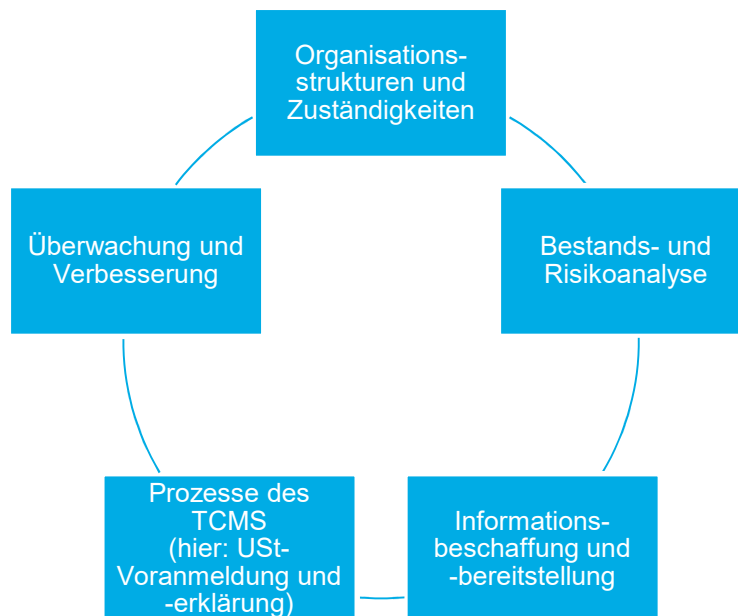 Organisations-
strukturen und
Zuständigkeiten
Überwachung und
Verbesserung
Bestands- und
Risikoanalyse
Prozesse des
TCMS
(hier: USt-
Voranmeldung und
-erklärung)
Informations-
beschaffung und
-bereitstellung